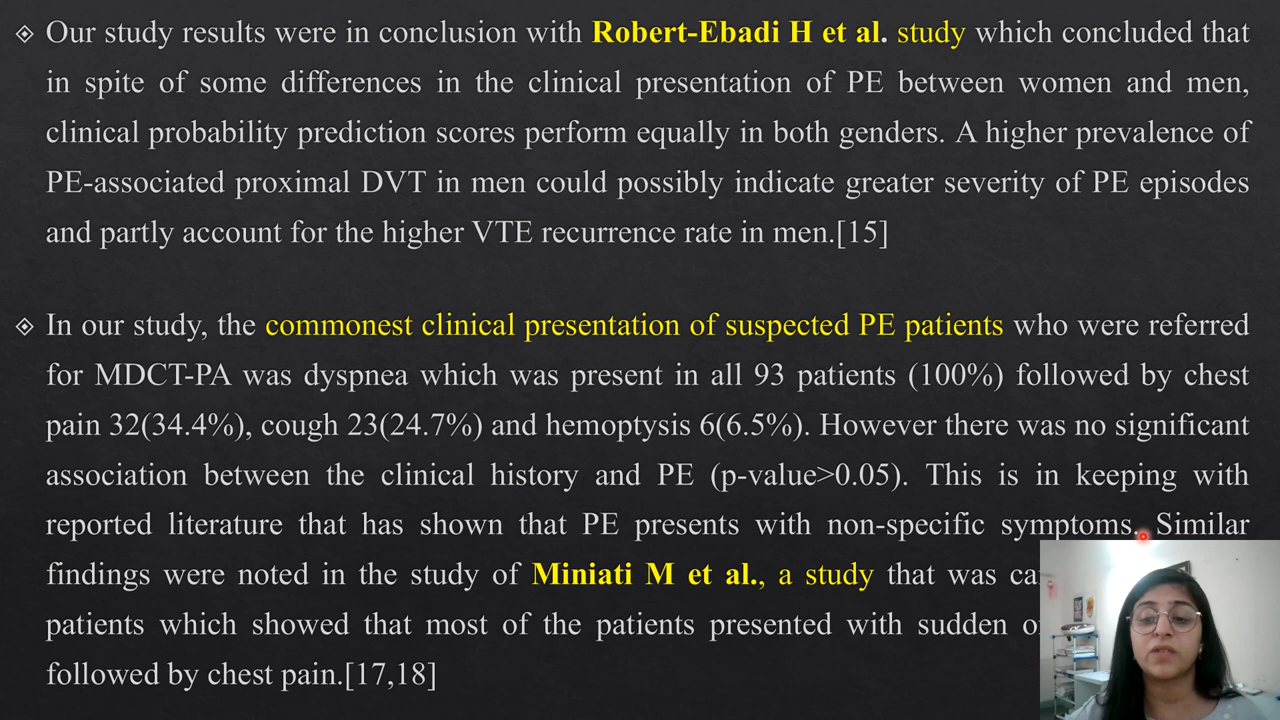 Our study results were in conclusion with Robert-Ebadi H et al. study which concluded that
in spite of some differences in the clinical presentation of PE between women and men,
clinical probability prediction scores perform equally in both genders. A higher prevalence of
PE-associated proximal DVT in men could possibly indicate greater severity of PE episodes
and partly account for the higher VTE recurrence rate in men.[15]
In our study, the commonest clinical presentation of suspected PE patients who were referred
for MDCT-PA was dyspnea which was present in all 93 patients (100%) followed by chest
pain 32(34.4%), cough 23(24.7%) and hemoptysis 6(6.5%). However there was no significant
association between the clinical history and PE (p-value>0.05). This is in keeping with
reported literature that has shown that PE presents with non-specific symptoms. Similar
findings were noted in the study of Miniati M et al., a study that was
patients which showed that most of the patients presented with sudden
followed by chest pain.[17,18]